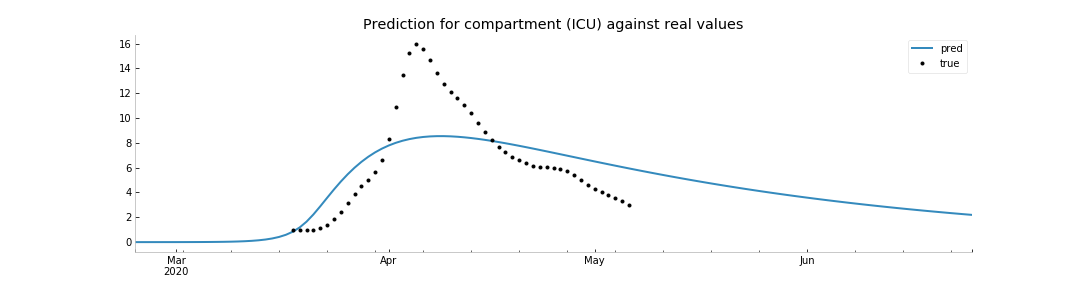 Prediction for compartment (ICU) against real values
pred
true
16
14
12
10
8
6
4
2
0
Mar
2020
Apr
May
Jun